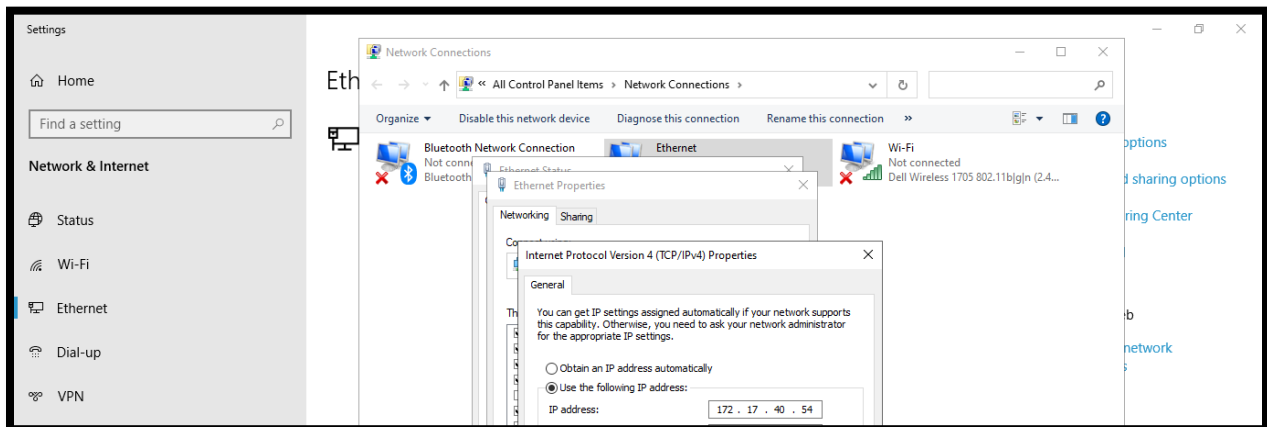 Settings
Home
Find a setting
Network & Internet
Status
Wi-Fi
Ethernet
Dial-up
VPN
Eth
Network Connections
« All Control Panel Items > Network Connections >
Organize Disable this network device Diagnose this connection Rename this connection »
Bluetooth Network Connection
Not conn
Bluetooth
Ethernet
Wi-Fi
Not connected
Dell Wireless 1705 802.11b|g|n (2.4...
Ethernet Status
Ethernet Properties
Networking Sharing
Internet Protocol Version 4 (TCP/IPv4) Properties
General
You can get IP settings assigned automatically if your network supports
this capability. Otherwise, you need to ask your network administrator
for the appropriate IP settings.
Obtain an IP address automatically
Use the following IP address:
IP address: 172 . 17 . 40 . 54
Th
options
d sharing options
ring Center
eb
network